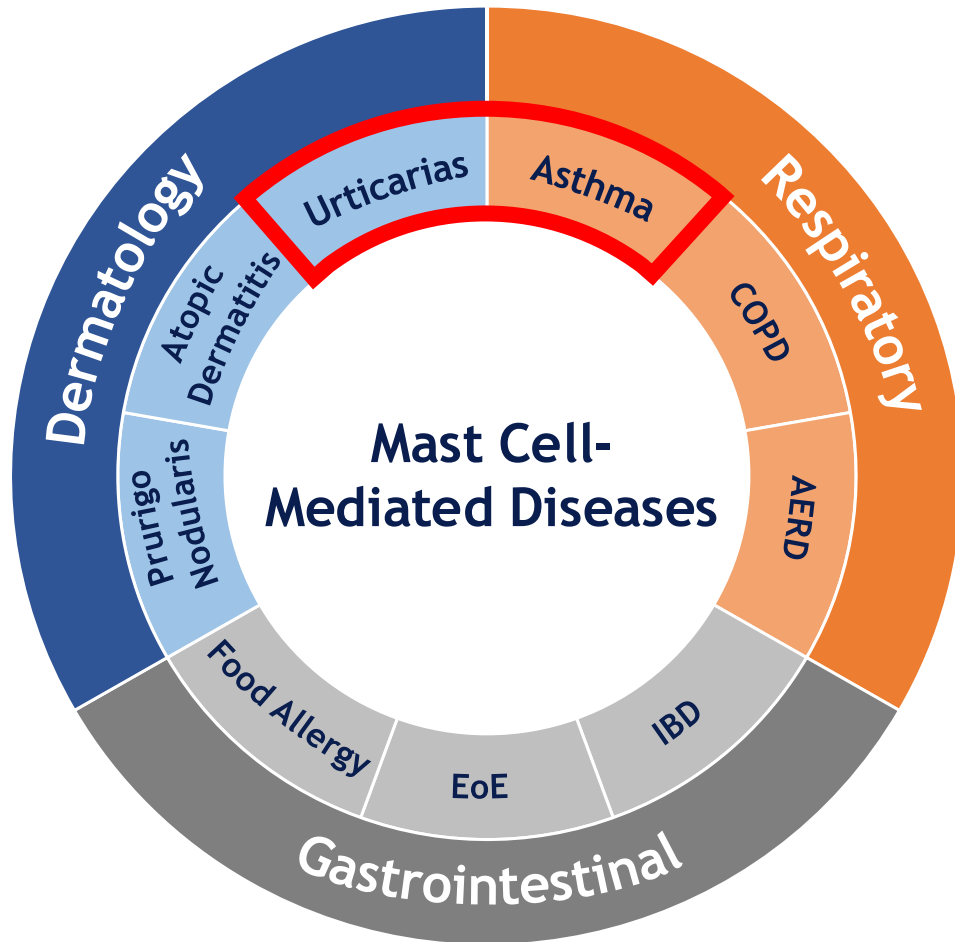 Dermatology
Respiratory
Gastrointestinal
Urticarias
Asthma
Atopic
Dermatitis
COPD
Prurigo
Nodularis
AERD
Mast Cell-
Mediated Diseases
Food Allergy
EoE
IBD